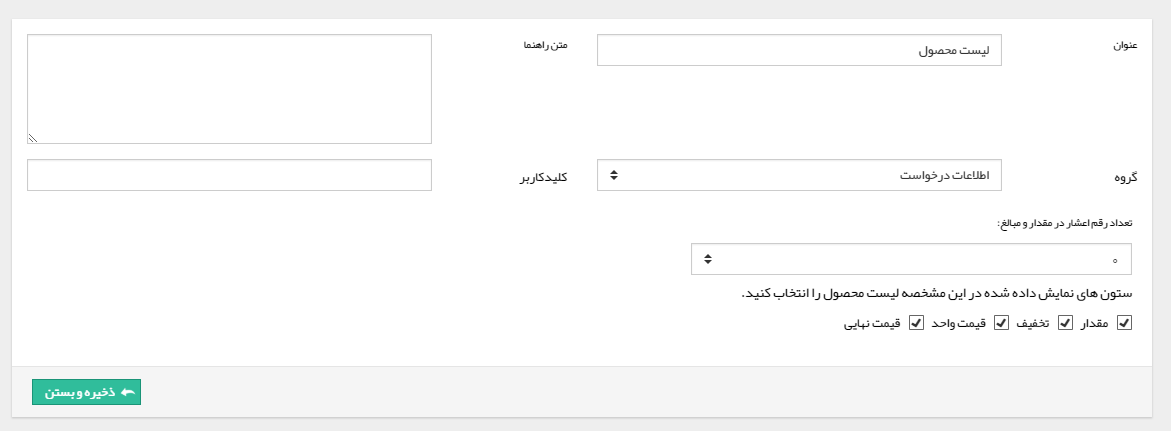 عنوان
لیست محصول
متن راهنما
گروه
اطلاعات درخواست
کلیدکاربر
تعداد رقم اعشار در مقدار و مبالغ:
۰
ستون های نمایش داده شده در این مشخصه لیست محصول را انتخاب کنید.
مقدار تخفیف قیمت واحد قیمت نهایی
ذخیره و بستن